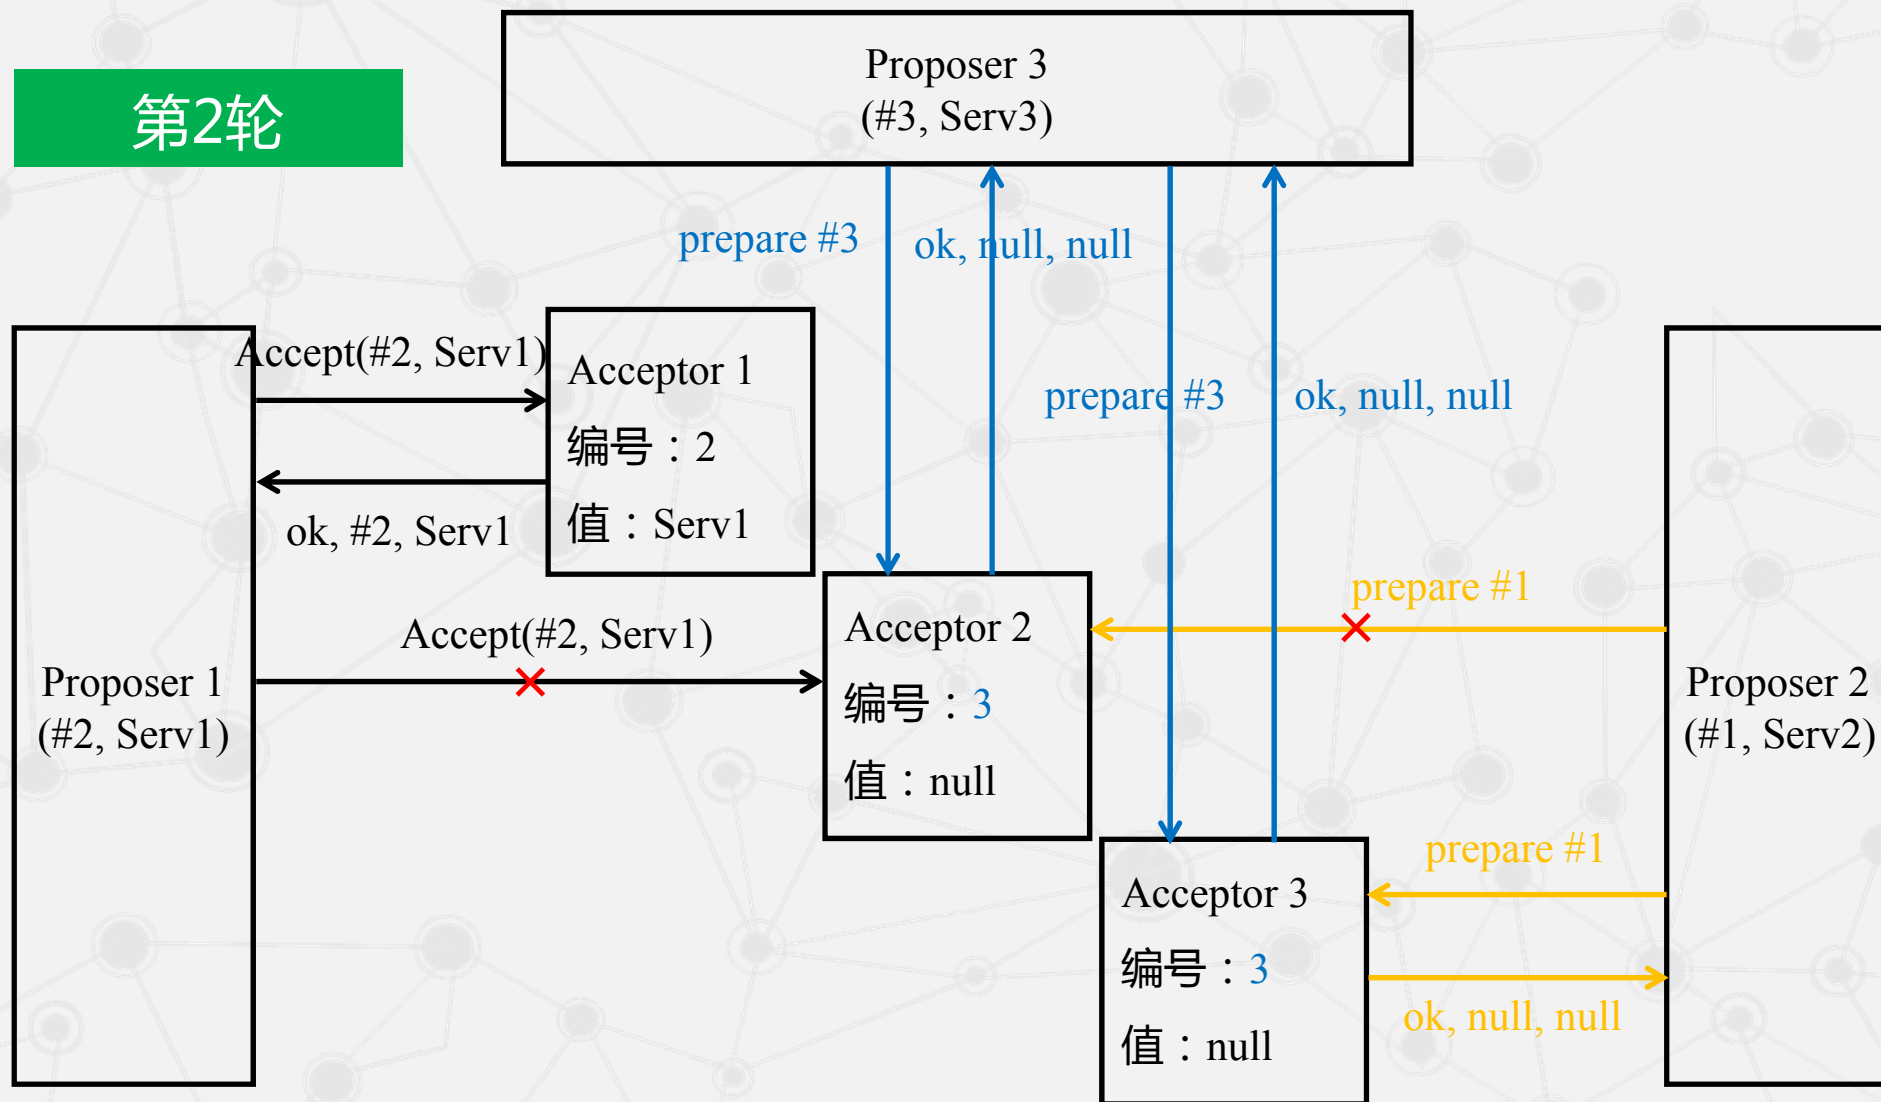 第2轮
Proposer 3
(#3, Serv3)
prepare #3
ok, null, null
prepare #3
ok, null, null
Accept(#2, Serv1)
ok, #2, Serv1
Acceptor 1
编号：2
值：Serv1
Accept(#2, Serv1)
Proposer 1
(#2, Serv1)
Acceptor 2
编号：3
值：null
prepare #1
Proposer 2
(#1, Serv2)
prepare #1
ok, null, null
Acceptor 3
编号：3
值：null